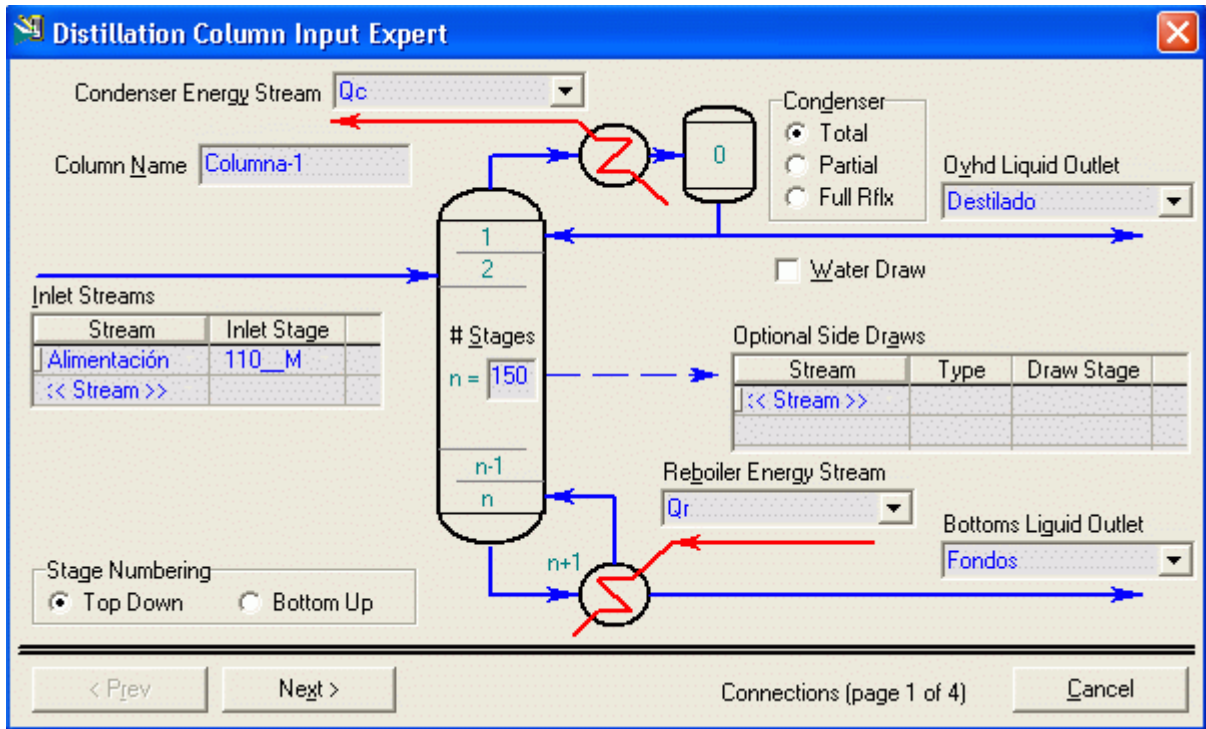 Distillation Column Input Expert
Condenser Energy Stream Qc
Column Name Columna-1
0
Condenser
Total
Partial
Full Rflx
Ovhd Liquid Outlet
Destilado
1
2
Water Draw
Inlet Streams
Stream Inlet Stage
Alimentación 110__M
<< Stream >>
# Stages
n = 150
Optional Side Draws
Stream Type Draw Stage
<< Stream >>
n-1
n
Reboiler Energy Stream
Qr
n+1
Bottoms Liquid Outlet
Fondos
Stage Numbering
Top Down Bottom Up
< Prev Next > Connections (page 1 of 4) Cancel